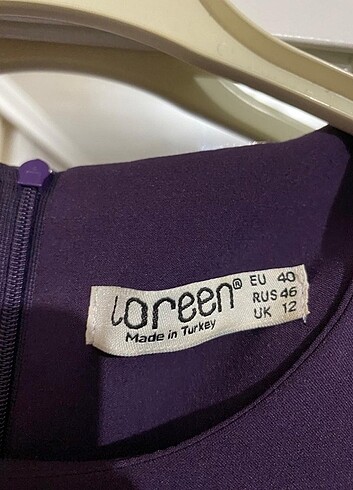 Loreen®
Made in Turkey
EU 40
RUS 46
UK 12